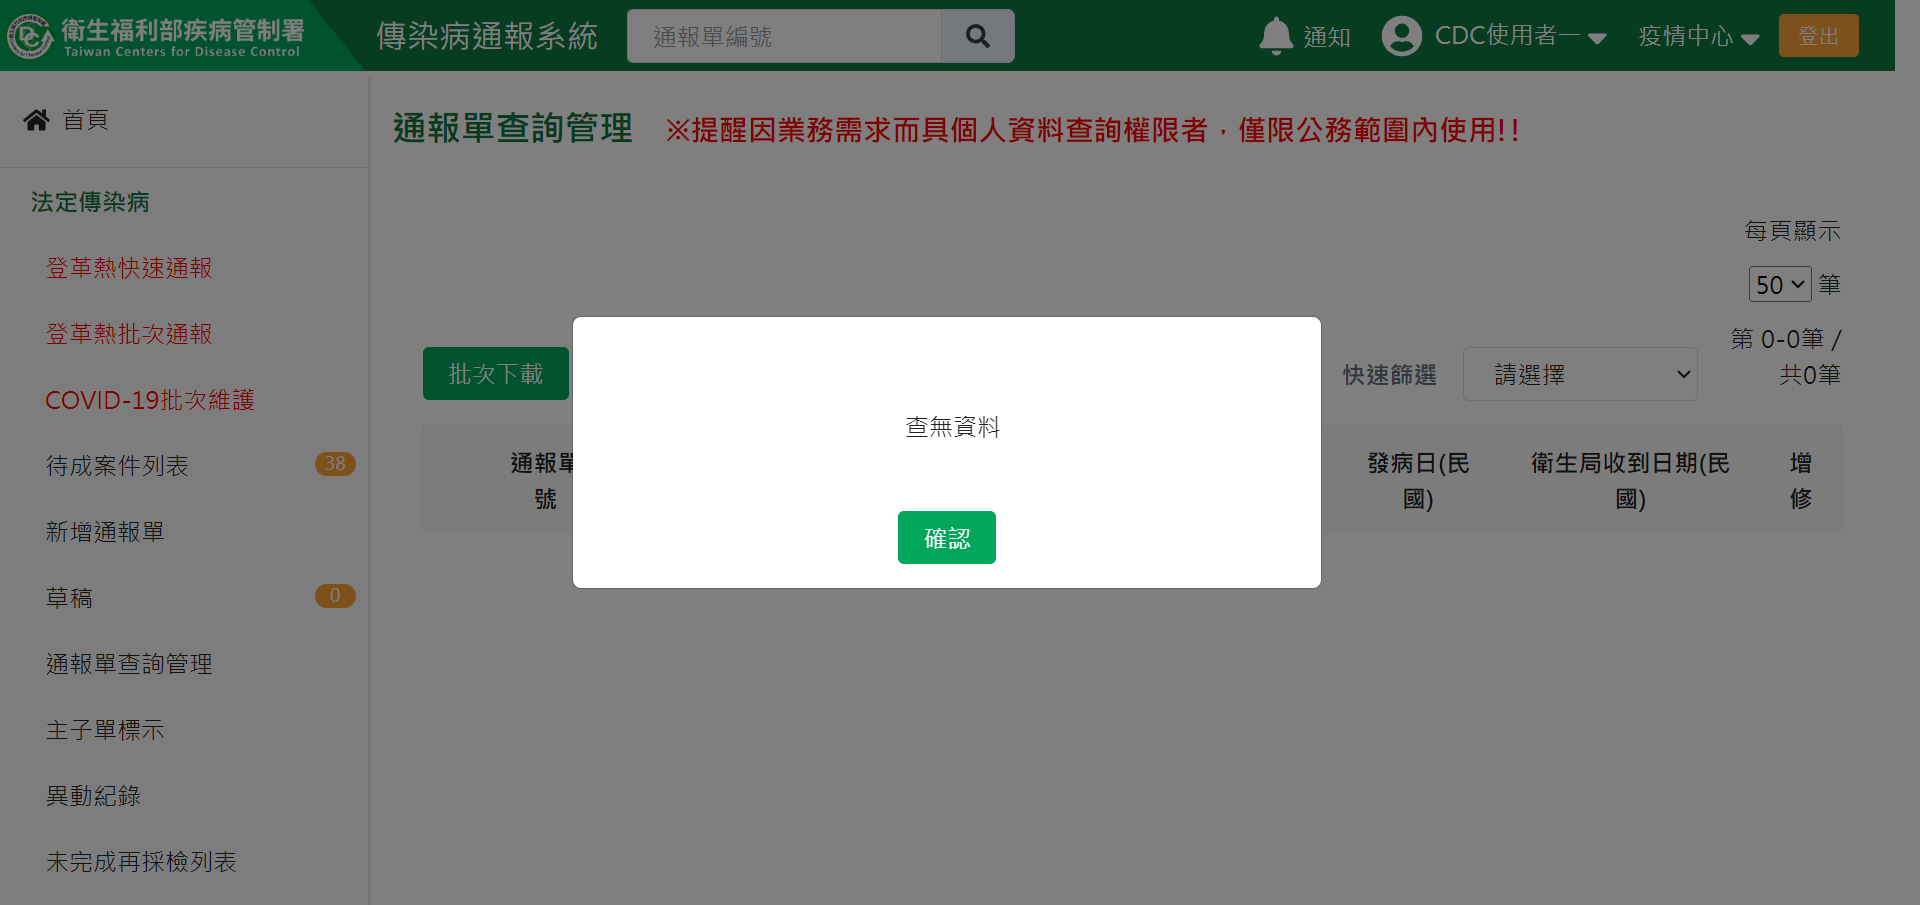 衛生福利部疾病管制署
Taiwan Centers for Disease Control
傳染病通報系統
通報單編號
通知
CDC使用者一
疫情中心
登出
首頁
法定傳染病
登革熱快速通報
登革熱批次通報
COVID-19批次維護
待成案件列表 38
新增通報單
草稿 0
通報單查詢管理
主子單標示
異動紀錄
未完成再採檢列表
通報單查詢管理
※提醒因業務需求而具個人資料查詢權限者，僅限公務範圍內使用!!
每頁顯示
50 筆
第 0-0筆 /
共0筆
批次下載
快速篩選
請選擇
通報單
號
發病日(民
國)
衛生局收到日期(民
國)
增
修
查無資料
確認